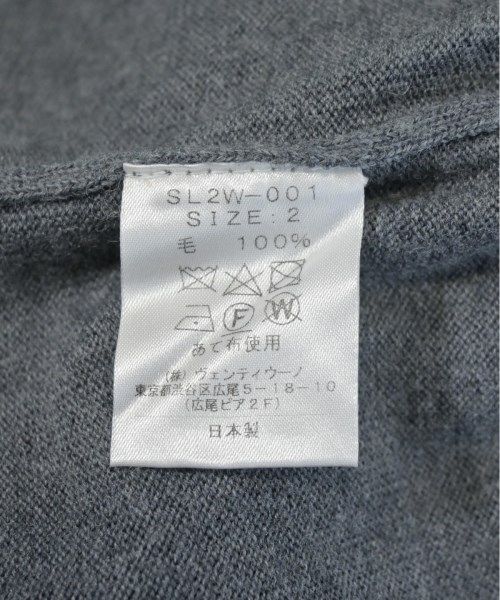 SL2W-001
SIZE:2
毛 100%
F W
あて布使用
(株) ヴェンティウーノ
東京都渋谷区広尾5-18-10
(広尾ピア2F)
日本製